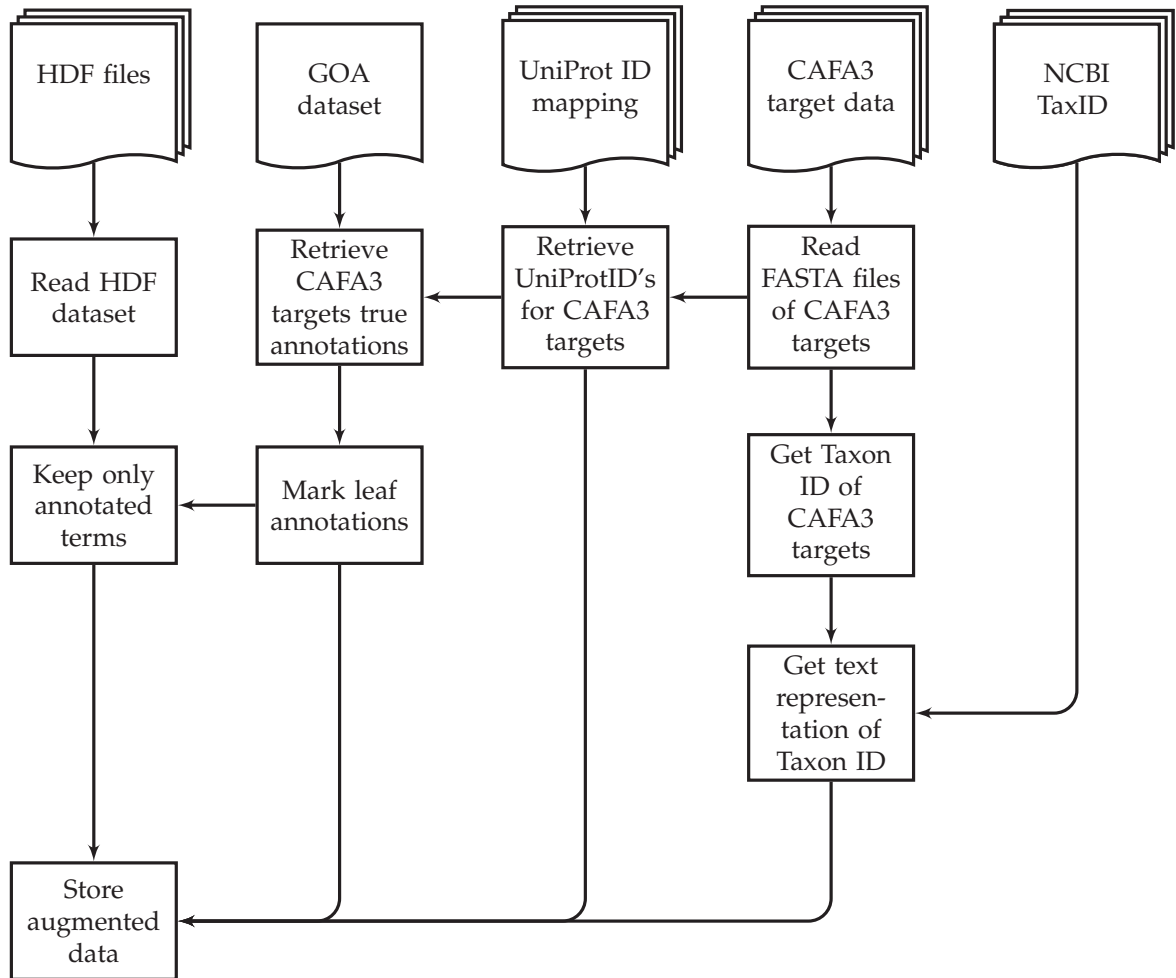 HDF files
GOA
dataset
UniProt ID
mapping
CAFA3
target data
NCBI
TaxID
Read HDF
dataset
Retrieve
CAFA3
targets true
annotations
Retrieve
UniProtID's
for CAFA3
targets
Read
FASTA files
of CAFA3
targets
Keep only
annotated
terms
Mark leaf
annotations
Get Taxon
ID of
CAFA3
targets
Get text
represen-
tation of
Taxon ID
Store
augmented
data